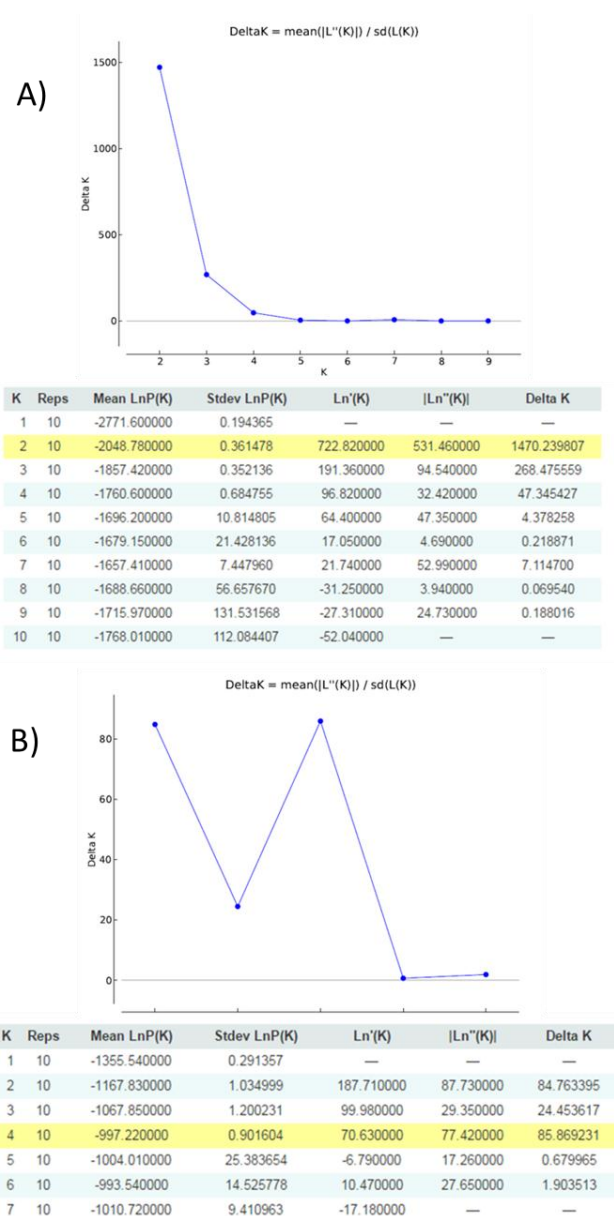 DeltaK = mean(|L''(K)|) / sd(L(K))
A)
1500
1000
500
0
Delta K
2 3 4 5 6 7 8 9
K
K Reps Mean LnP(K) Stdev LnP(K) Ln'(K) |Ln''(K)| Delta K
1 10 -2771.600000 0.194365 — — —
2 10 -2048.780000 0.361478 722.820000 531.460000 1470.239807
3 10 -1857.420000 0.352136 191.360000 94.540000 268.475559
4 10 -1760.600000 0.684755 96.820000 32.420000 47.345427
5 10 -1696.200000 10.814805 64.400000 47.350000 4.378258
6 10 -1679.150000 21.428136 17.050000 4.690000 0.218871
7 10 -1657.410000 7.447960 21.740000 52.990000 7.114700
8 10 -1688.660000 56.657670 -31.250000 3.940000 0.069540
9 10 -1715.970000 131.531568 -27.310000 24.730000 0.188016
10 10 -1768.010000 112.084407 -52.040000 — —
DeltaK = mean(|L''(K)|) / sd(L(K))
B)
80
60
40
20
0
Delta K
K Reps Mean LnP(K) Stdev LnP(K) Ln'(K) |Ln''(K)| Delta K
1 10 -1355.540000 0.291357 — — —
2 10 -1167.830000 1.034999 187.710000 87.730000 84.763395
3 10 -1067.850000 1.200231 99.980000 29.350000 24.453617
4 10 -997.220000 0.901604 70.630000 77.420000 85.869231
5 10 -1004.010000 25.383654 -6.790000 17.260000 0.679965
6 10 -993.540000 14.525778 10.470000 27.650000 1.903513
7 10 -1010.720000 9.410963 -17.180000 — —